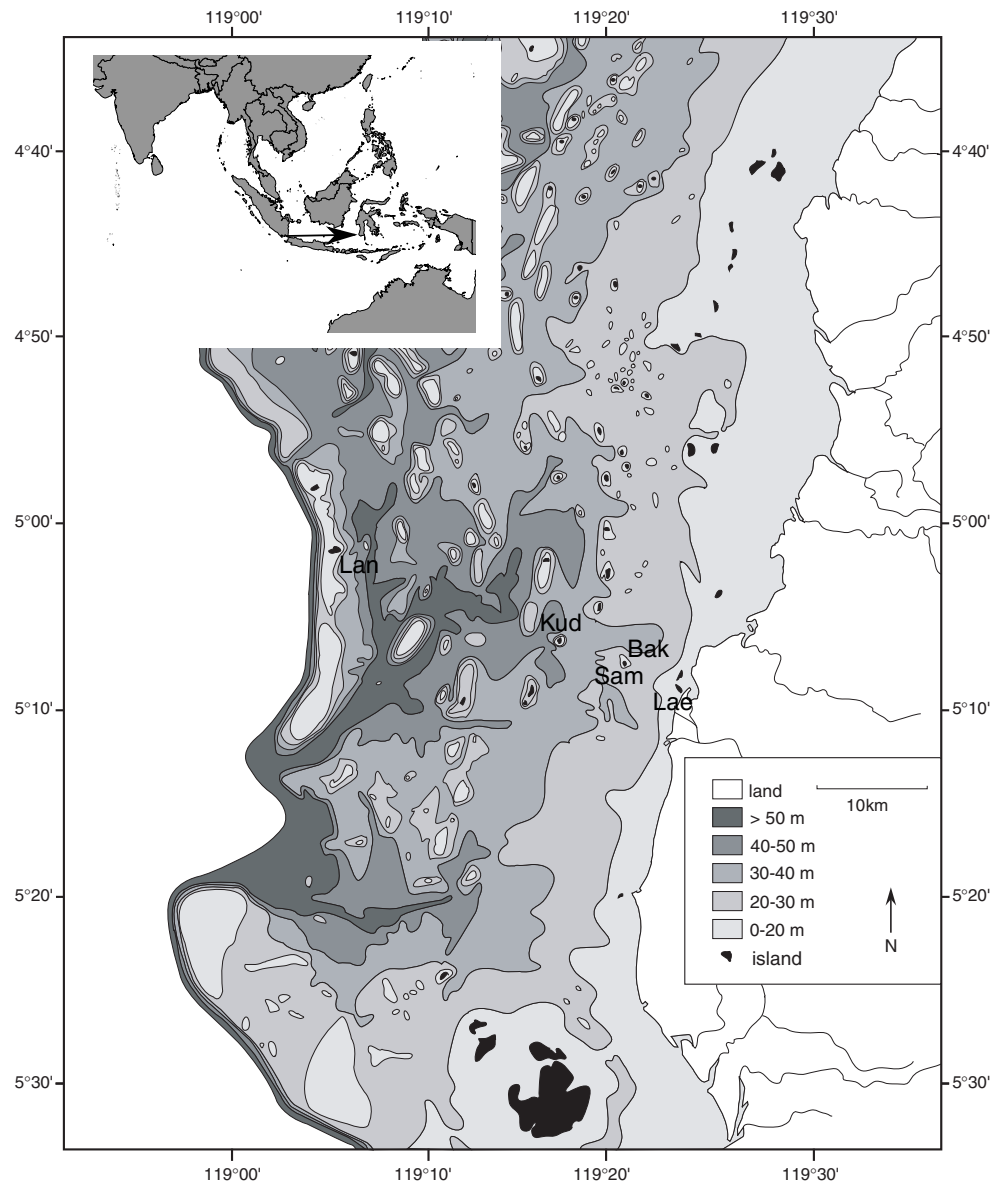 119°00' 119°10' 119°20' 119°30'
4°40' 4°40'
4°50' 4°50'
5°00' 5°00'
Lan
Kud
Bak
Sam
Lae
5°10' 5°10'
land
10km
> 50 m
40-50 m
30-40 m
20-30 m
0-20 m
N
island
5°20' 5°20'
5°30' 5°30'
119°00' 119°10' 119°20' 119°30'